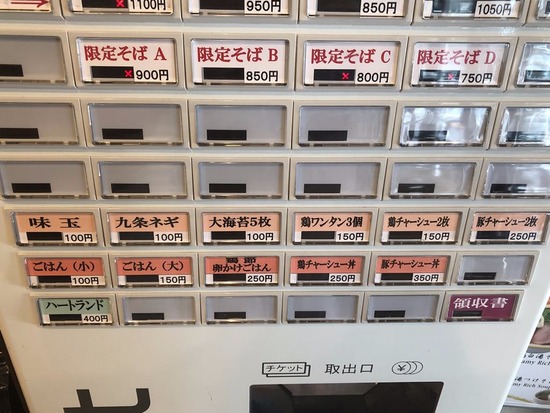 1100円
950円
850円
1050円
限定そば A
900円
限定そば B
850円
限定そば C
800円
限定そば D
750円
味玉
100円
九条ネギ
100円
大海苔5枚
100円
鶏ワンタン3個
150円
鶏チャーシュー2枚
150円
豚チャーシュー2枚
250円
ごはん(小)
100円
ごはん(大)
150円
鶏節
卵かけごはん
250円
鶏チャーシュー丼
250円
豚チャーシュー丼
350円
ハートランド
400円
領収書
チケット 取出口